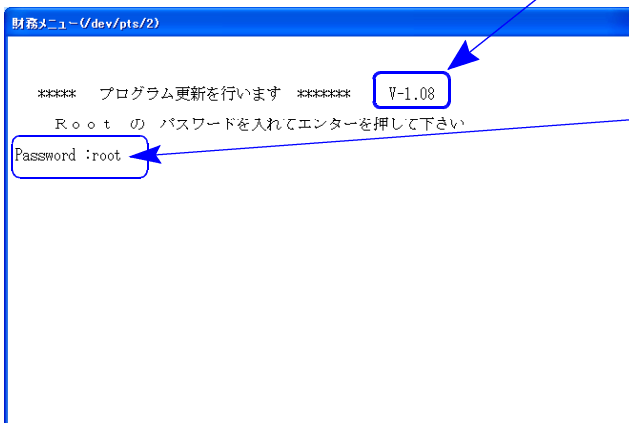 財務メニュー(/dev/pts/2)
***** プログラム更新を行います ******* V-1.08
Ｒｏｏｔ の パスワードを入れてエンターを押して下さい
Password :root